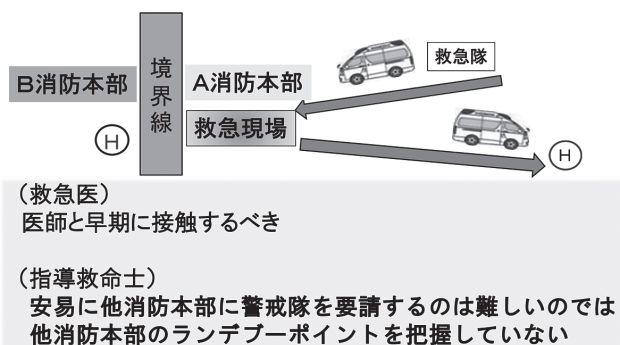 救急隊
B消防本部
境界線
A消防本部
救急現場
H
H
（救急医）
医師と早期に接触するべき
（指導救命士）
安易に他消防本部に警戒隊を要請するのは難しいのでは
他消防本部のランデブーポイントを把握していない